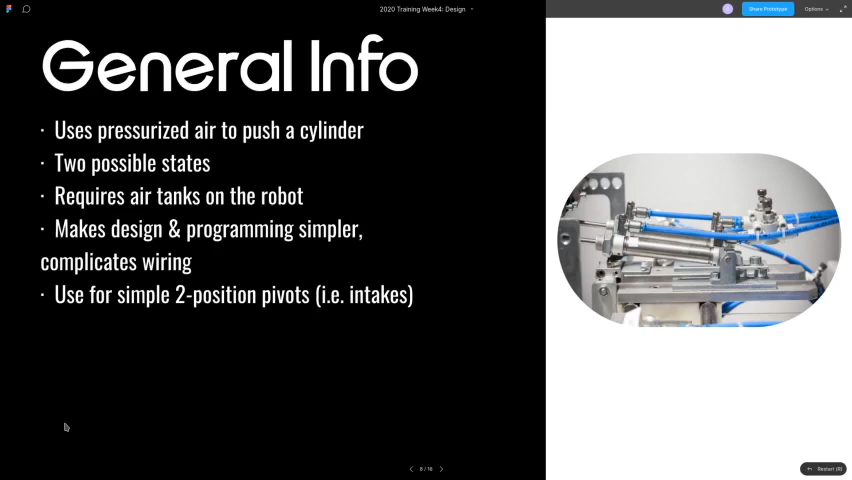 2020 Training Week4: Design
Share Prototype
Options
General Info
· Uses pressurized air to push a cylinder
· Two possible states
· Requires air tanks on the robot
· Makes design & programming simpler,
complicates wiring
· Use for simple 2-position pivots (i.e. intakes)
8 / 16
Restart (R)